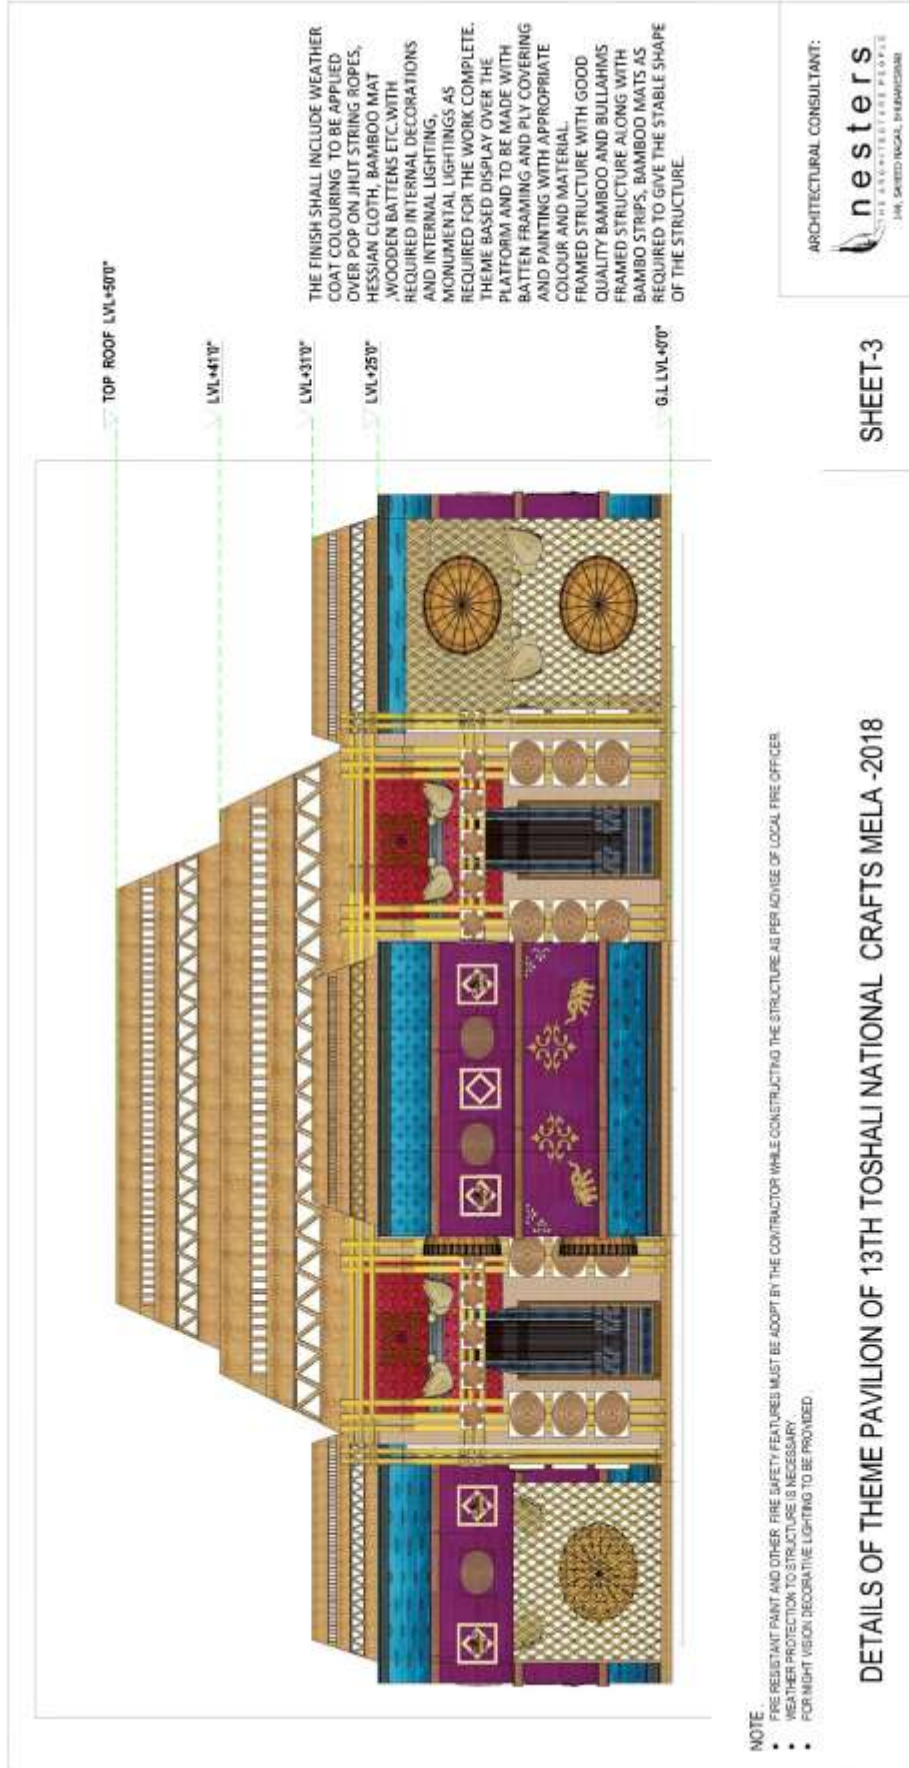 TOP ROOF LVL+50'0"
LVL+41'0"
LVL+31'0"
LVL+25'0"
G.L LVL+0'0"
THE FINISH SHALL INCLUDE WEATHER
COAT COLOURING TO BE APPLIED
OVER POP ON JHUT STRING ROPES,
HESSIAN CLOTH, BAMBOO MAT
,WOODEN BATTENS ETC.WITH
REQUIRED INTERNAL DECORATIONS
AND INTERNAL LIGHTING,
MONUMENTAL LIGHTINGS AS
REQUIRED FOR THE WORK COMPLETE.
THEME BASED DISPLAY OVER THE
PLATFORM AND TO BE MADE WITH
BATTEN FRAMING AND PLY COVERING
AND PAINTING WITH APPROPRIATE
COLOUR AND MATERIAL.
FRAMED STRUCTURE WITH GOOD
QUALITY BAMBOO AND BULLAHMS
FRAMED STRUCTURE ALONG WITH
BAMBO STRIPS, BAMBOO MATS AS
REQUIRED TO GIVE THE STABLE SHAPE
OF THE STRUCTURE.
NOTE :
• FIRE RESISTANT PAINT AND OTHER FIRE SAFETY FEATURES MUST BE ADOPT BY THE CONTRACTOR WHILE CONSTRUCTING THE STRUCTURE AS PER ADVISE OF LOCAL FIRE OFFICER.
• WEATHER PROTECTION TO STRUCTURE IS NECESSARY
• FOR NIGHT VISION DECORATIVE LIGHTING TO BE PROVIDED
DETAILS OF THEME PAVILION OF 13TH TOSHALI NATIONAL CRAFTS MELA -2018
SHEET-3
ARCHITECTURAL CONSULTANT:
nesters
THE ARCHITECTURE PEOPLE
SAHEED NAGAR, BHUBANESWAR